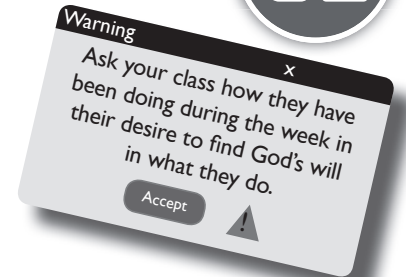 Warning
x
Ask your class how they have
been doing during the week in
their desire to find God's will
in what they do.
Accept
!